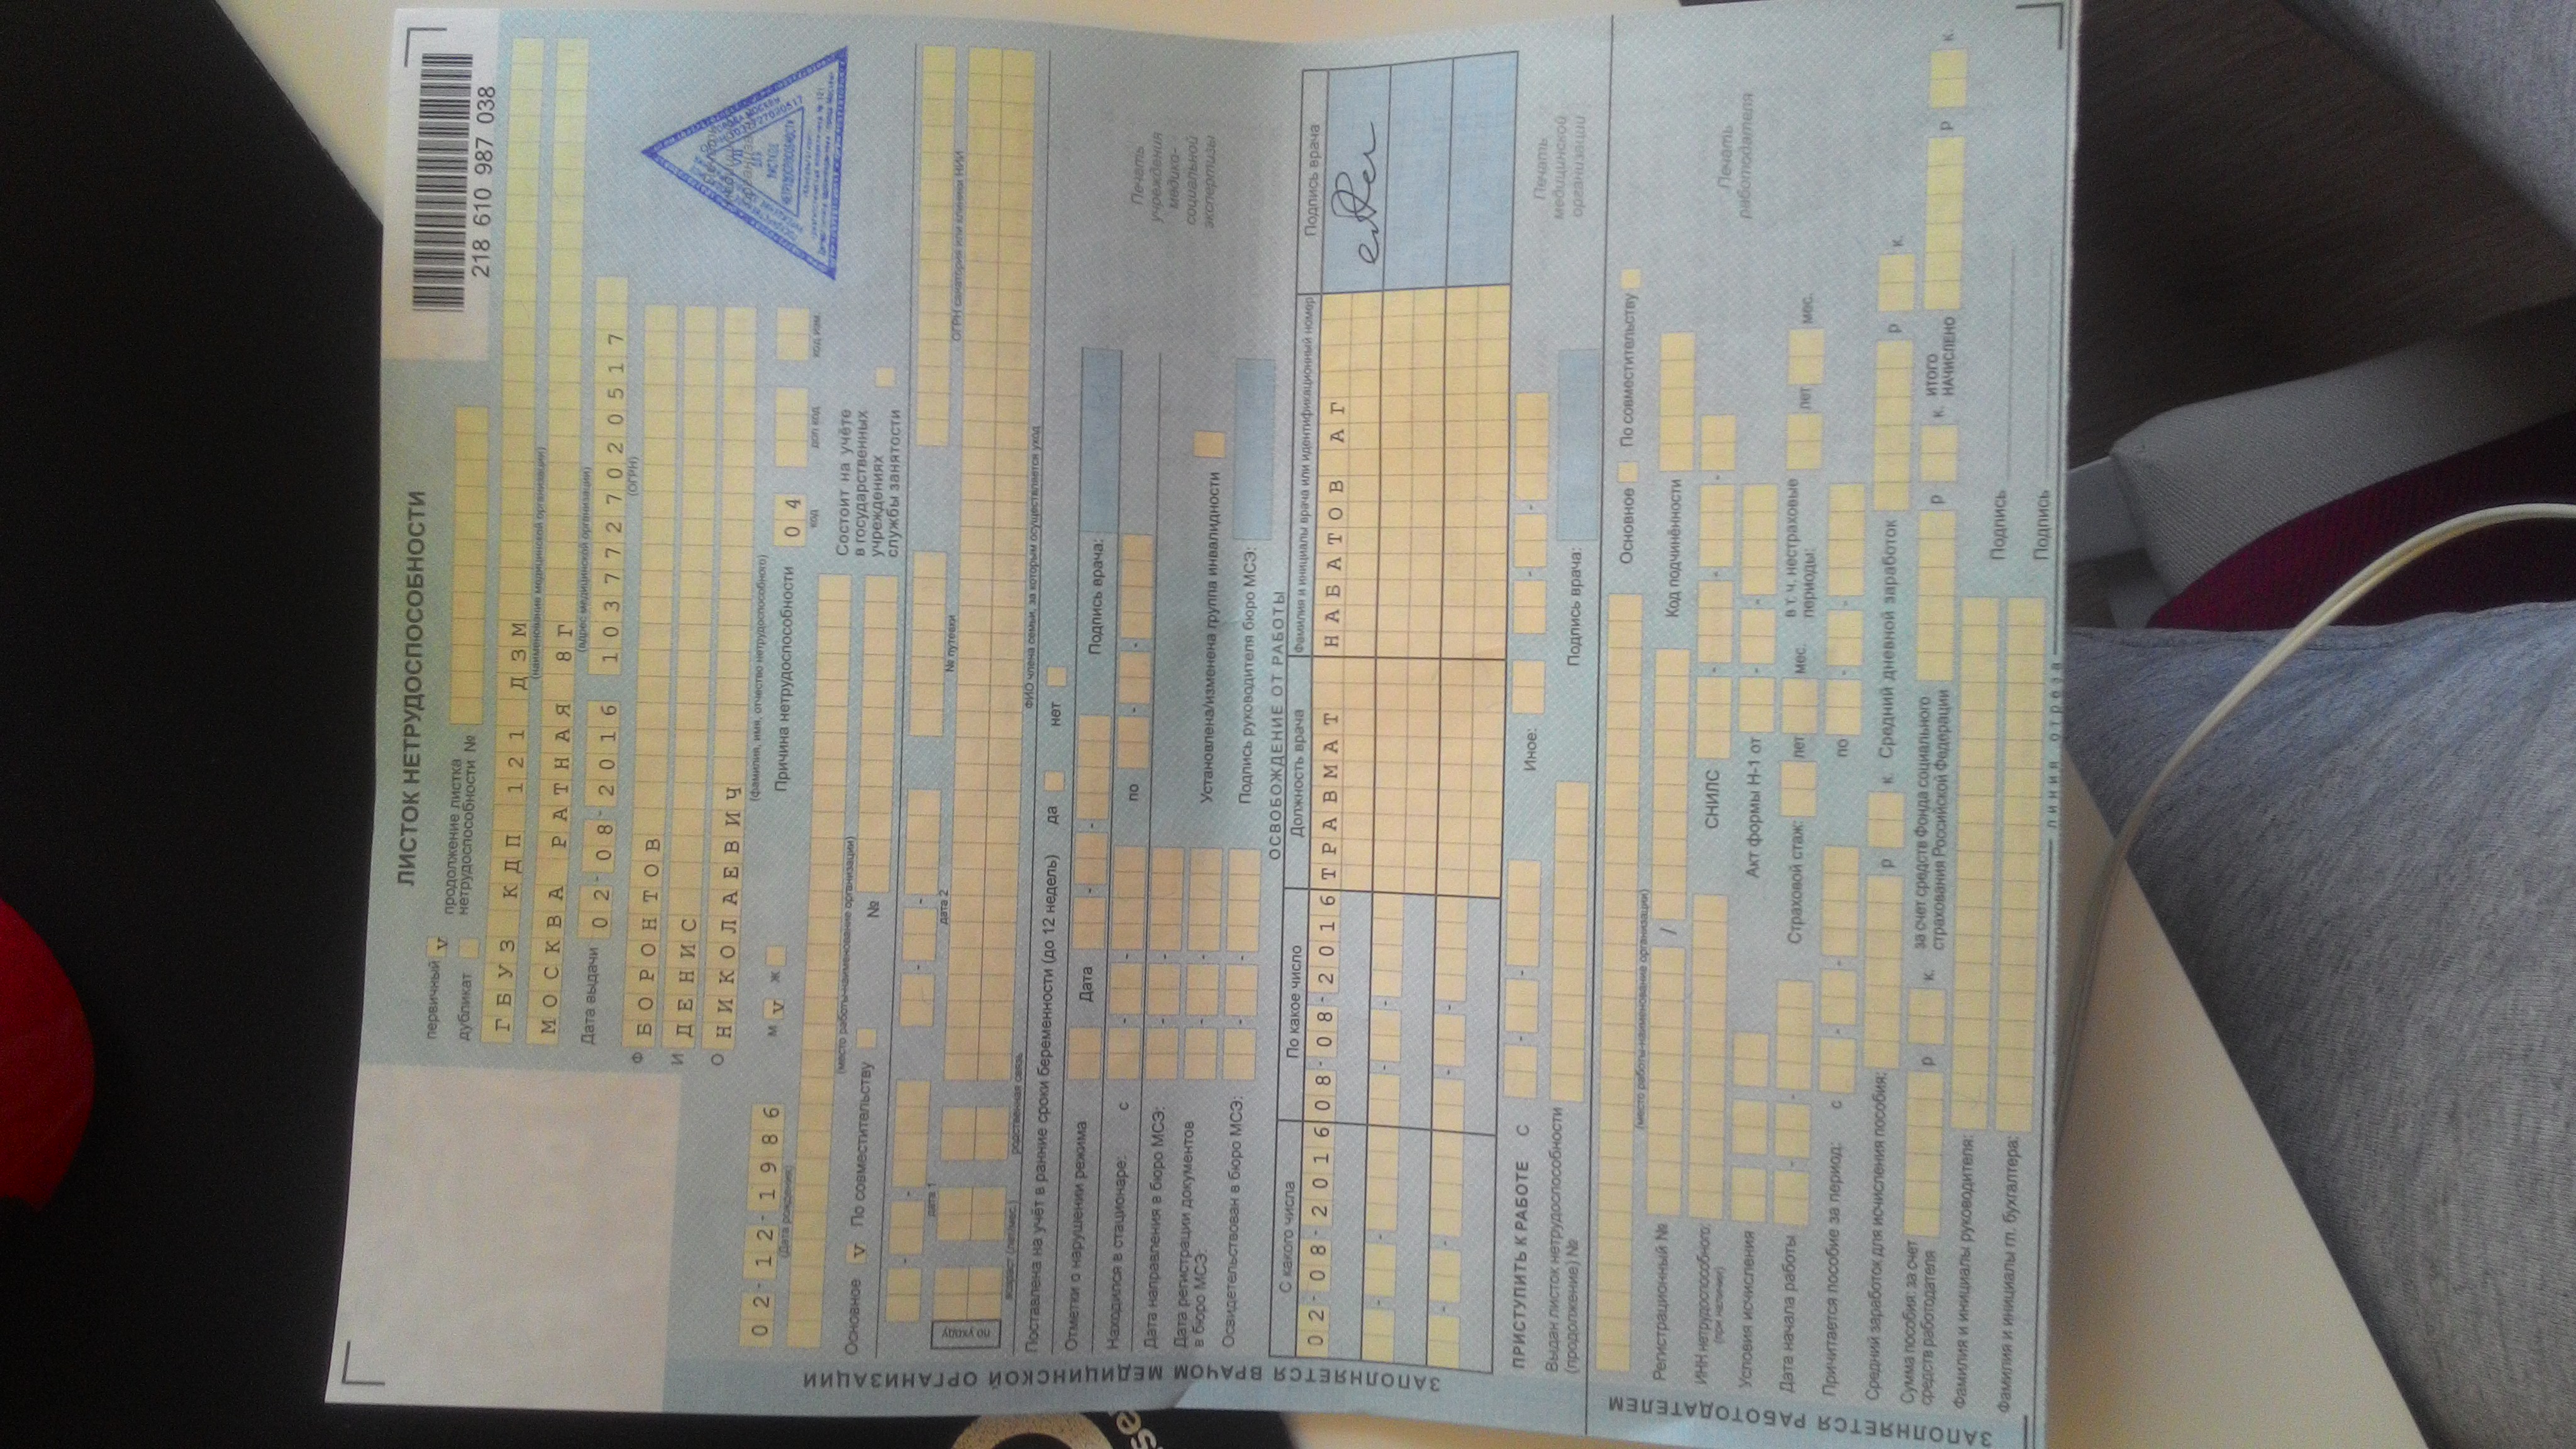 218 610 987 038
ЛИСТОК НЕТРУДОСПОСОБНОСТИ
первичный V продолжение листка нетрудоспособности №
дубликат
ГБУЗ КДП 121 ДЗМ
(наименование медицинской организации)
МОСКВА РАТНАЯ 8Г
(адрес медицинской организации)
Дата выдачи 02-08-2016 1037727020517
(ОГРН)
Ф БОРОНТОВ
И ДЕНИС
О НИКОЛАЕВИЧ
(фамилия, имя, отчество нетрудоспособного)
02-12-1986 м V ж Причина нетрудоспособности 04
(Дата рождения) код доп код код изм.
(место работы-наименование организации)
Состоит на учёте в государственных учреждениях службы занятости
Основное V По совместительству №
дата 1 дата 2 № путевки ОГРН санатория или клиники НИИ
по уходу
возраст (лет/мес.) родственная связь ФИО члена семьи, за которым осуществляется уход
Поставлена на учёт в ранние сроки беременности (до 12 недель) да нет
Отметки о нарушении режима Дата Подпись врача:
Находился в стационаре: с по
Дата направления в бюро МСЭ:
Дата регистрации документов в бюро МСЭ: Установлена/изменена группа инвалидности
Освидетельствован в бюро МСЭ: Подпись руководителя бюро МСЭ:
Печать учреждения медико-социальной экспертизы
ОСВОБОЖДЕНИЕ ОТ РАБОТЫ
С какого числа По какое число Должность врача Фамилия и инициалы врача или идентификационный номер Подпись врача
02-08-2016 08-08-2016 ТРАВМАТ НАБАТОВ АГ
ПРИСТУПИТЬ К РАБОТЕ С Иное:
Выдан листок нетрудоспособности (продолжение) № Подпись врача:
Печать медицинской организации
ЗАПОЛНЯЕТСЯ ВРАЧОМ МЕДИЦИНСКОЙ ОРГАНИЗАЦИИ
(место работы-наименование организации) Основное По совместительству
Регистрационный № / Код подчинённости
Печать работодателя
ИНН нетрудоспособного: (при наличии) СНИЛС
Условия исчисления Акт формы Н-1 от
Дата начала работы Страховой стаж: лет мес. в т.ч. нестраховые периоды: лет мес.
Причитается пособие за период: с по
Средний заработок для исчисления пособия: р к Средний дневной заработок р к.
Сумма пособия: за счет средств работодателя р к. за счет средств Фонда социального страхования Российской Федерации р к. ИТОГО НАЧИСЛЕНО р к.
Фамилия и инициалы руководителя: Подпись
Фамилия и инициалы гл. бухгалтера: Подпись
линия отреза
ЗАПОЛНЯЕТСЯ РАБОТОДАТЕЛЕМ